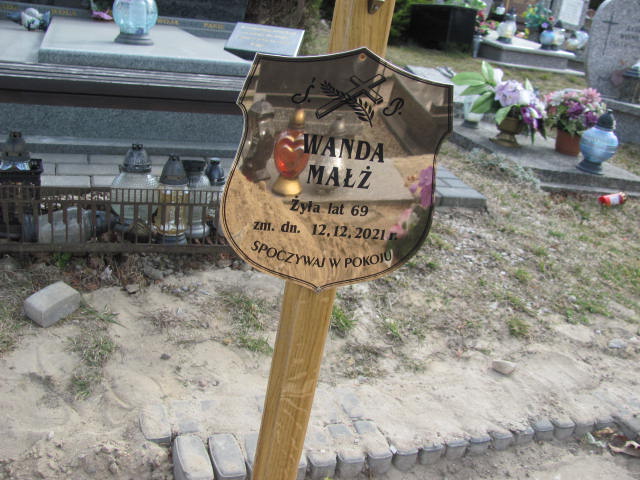 Ś. P.
WANDA
MAŁŻ
Żyła lat 69
zm. dn. 12.12.2021 r.
SPOCZYWAJ W POKOJU